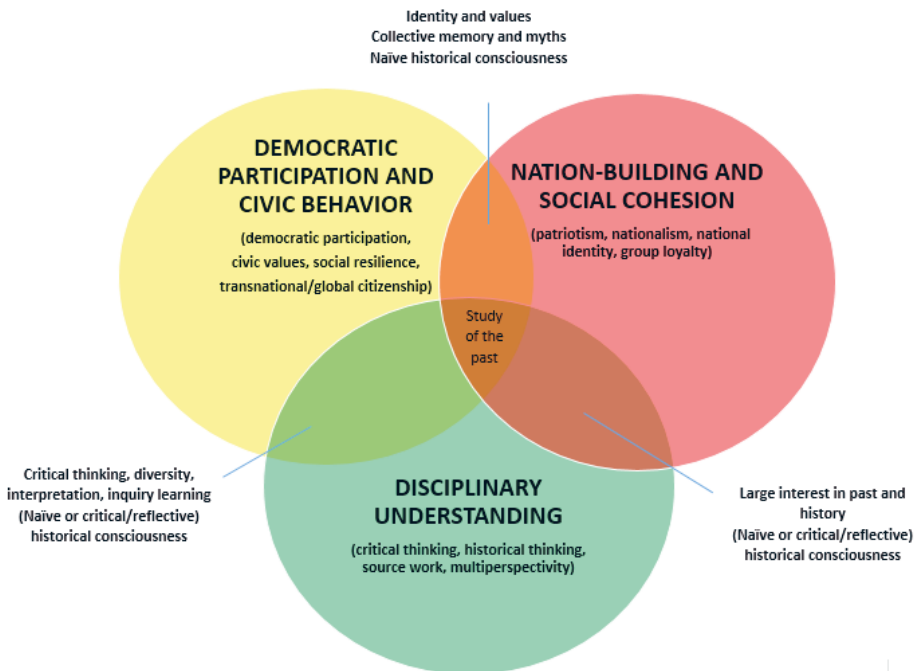 Identity and values
Collective memory and myths
Naïve historical consciousness
DEMOCRATIC
PARTICIPATION AND
CIVIC BEHAVIOR
(democratic participation,
civic values, social resilience,
transnational/global citizenship)
NATION-BUILDING AND
SOCIAL COHESION
(patriotism, nationalism, national
identity, group loyalty)
Study
of the
past
Critical thinking, diversity,
interpretation, inquiry learning
(Naïve or critical/reflective)
historical consciousness
DISCIPLINARY
UNDERSTANDING
(critical thinking, historical thinking,
source work, multiperspectivity)
Large interest in past and
history
(Naïve or critical/reflective)
historical consciousness